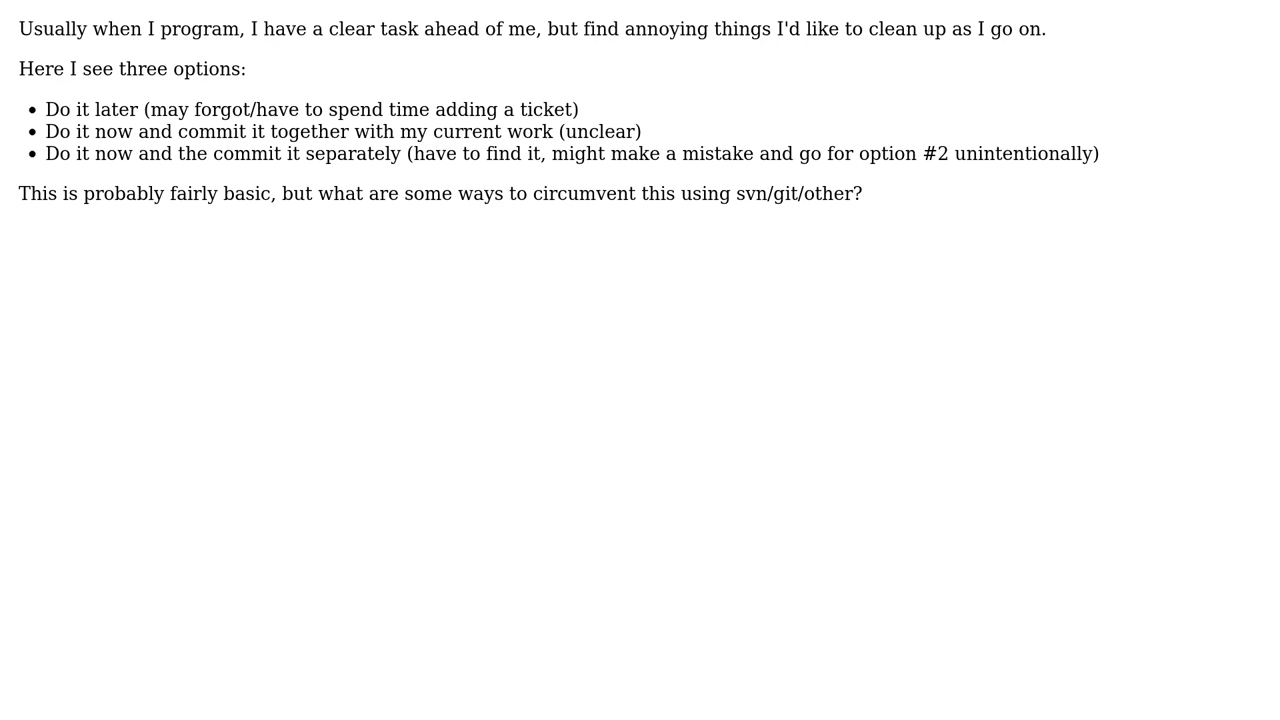 Usually when I program, I have a clear task ahead of me, but find annoying things I'd like to clean up as I go on.
Here I see three options:
• Do it later (may forgot/have to spend time adding a ticket)
• Do it now and commit it together with my current work (unclear)
• Do it now and the commit it separately (have to find it, might make a mistake and go for option #2 unintentionally)
This is probably fairly basic, but what are some ways to circumvent this using svn/git/other?